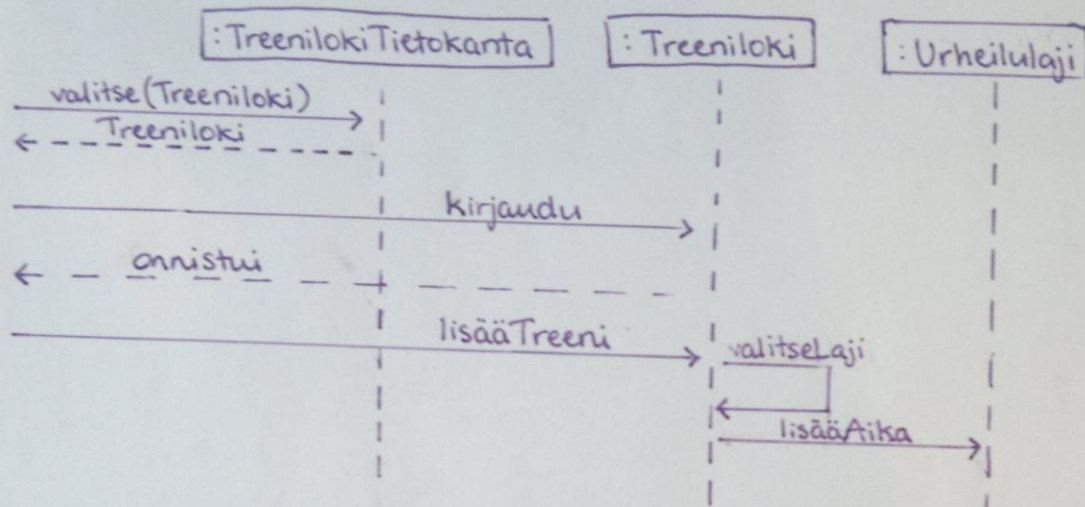 :TreenilokiTietokanta
: Treeniloki
:Urheilulaji
valitse(Treeniloki)
Treeniloki
kirjaudu
onnistui
lisääTreeni
valitseLaji
lisääAika